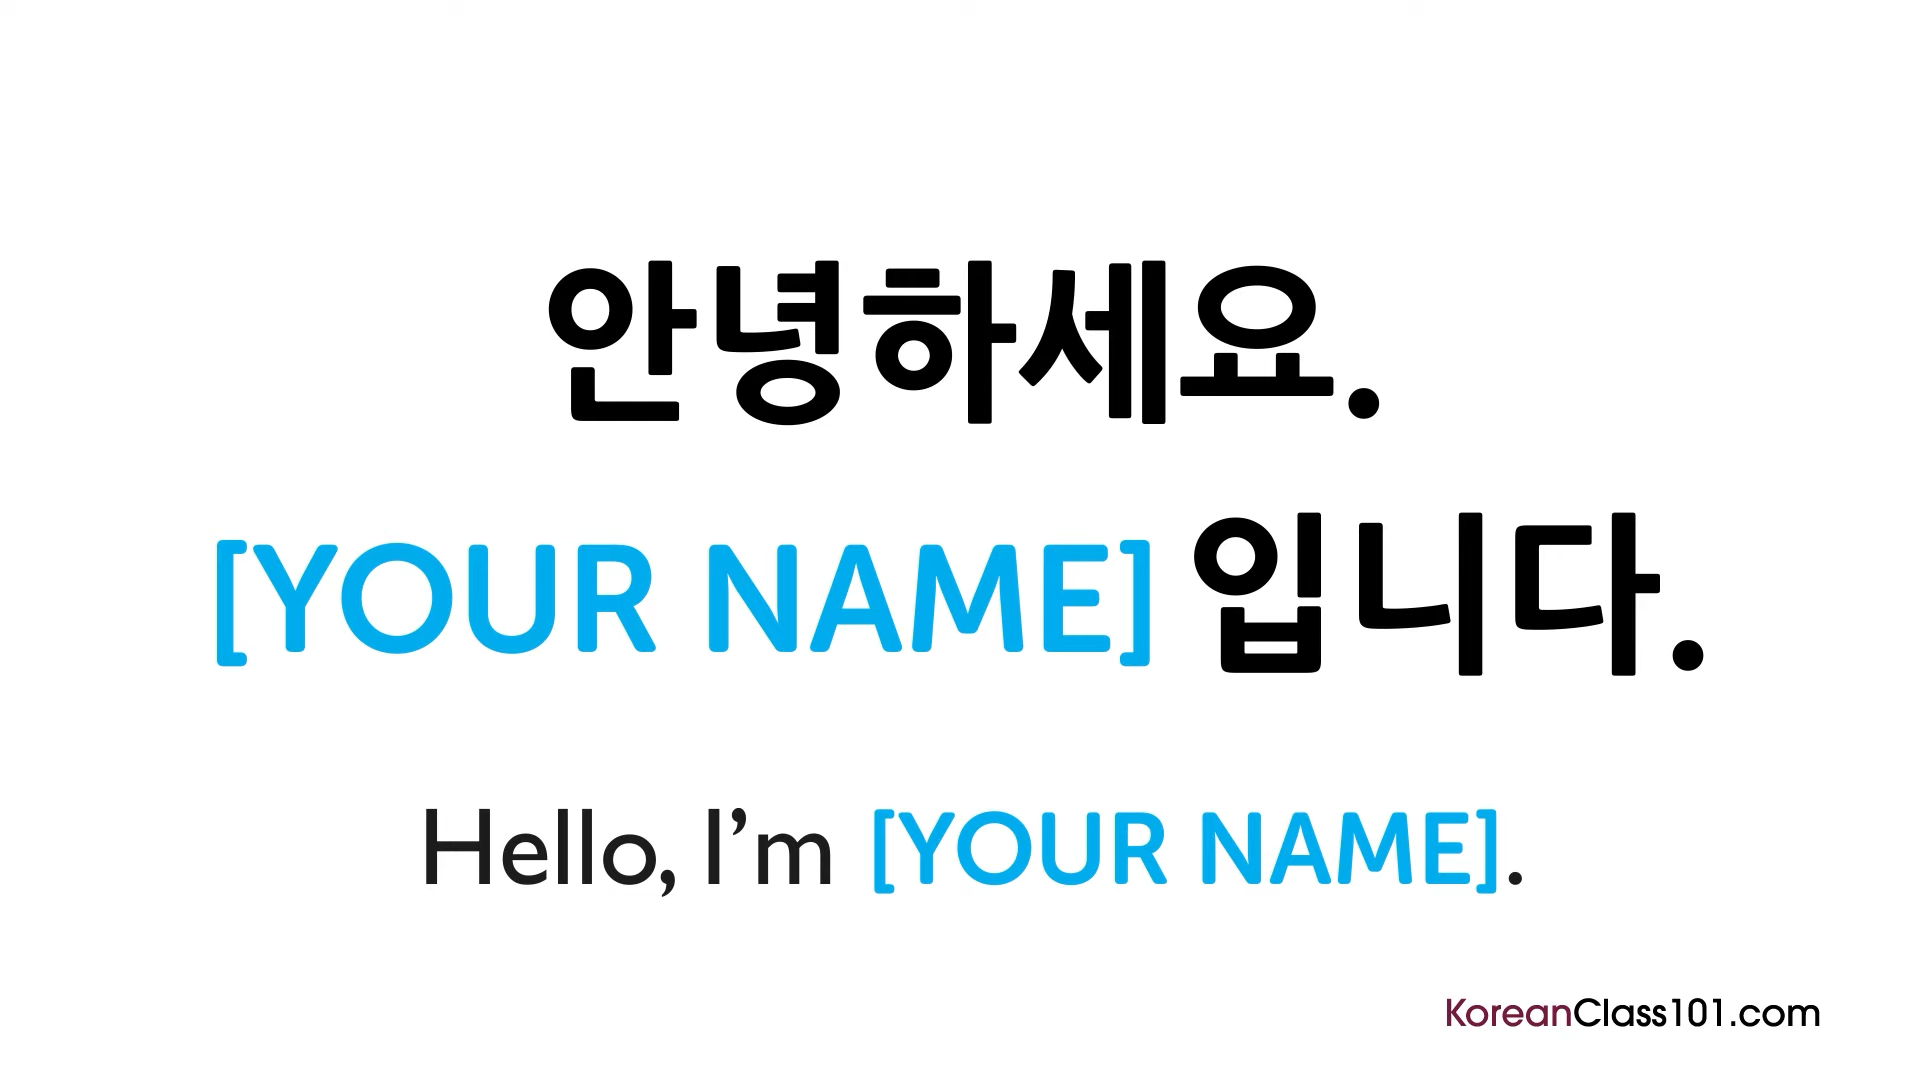 안녕하세요.
[YOUR NAME] 입니다.
Hello, I’m [YOUR NAME].
KoreanClass101.com